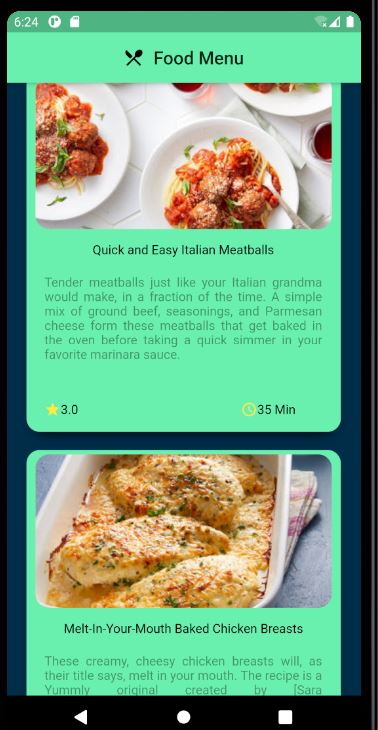 6:24
Food Menu
Quick and Easy Italian Meatballs
Tender meatballs just like your Italian grandma
would make, in a fraction of the time. A simple
mix of ground beef, seasonings, and Parmesan
cheese form these meatballs that get baked in
the oven before taking a quick simmer in your
favorite marinara sauce.
3.0
35 Min
Melt-In-Your-Mouth Baked Chicken Breasts
These creamy, cheesy chicken breasts will, as
their title says, melt in your mouth. The recipe is a
Yummly original created by [Sara